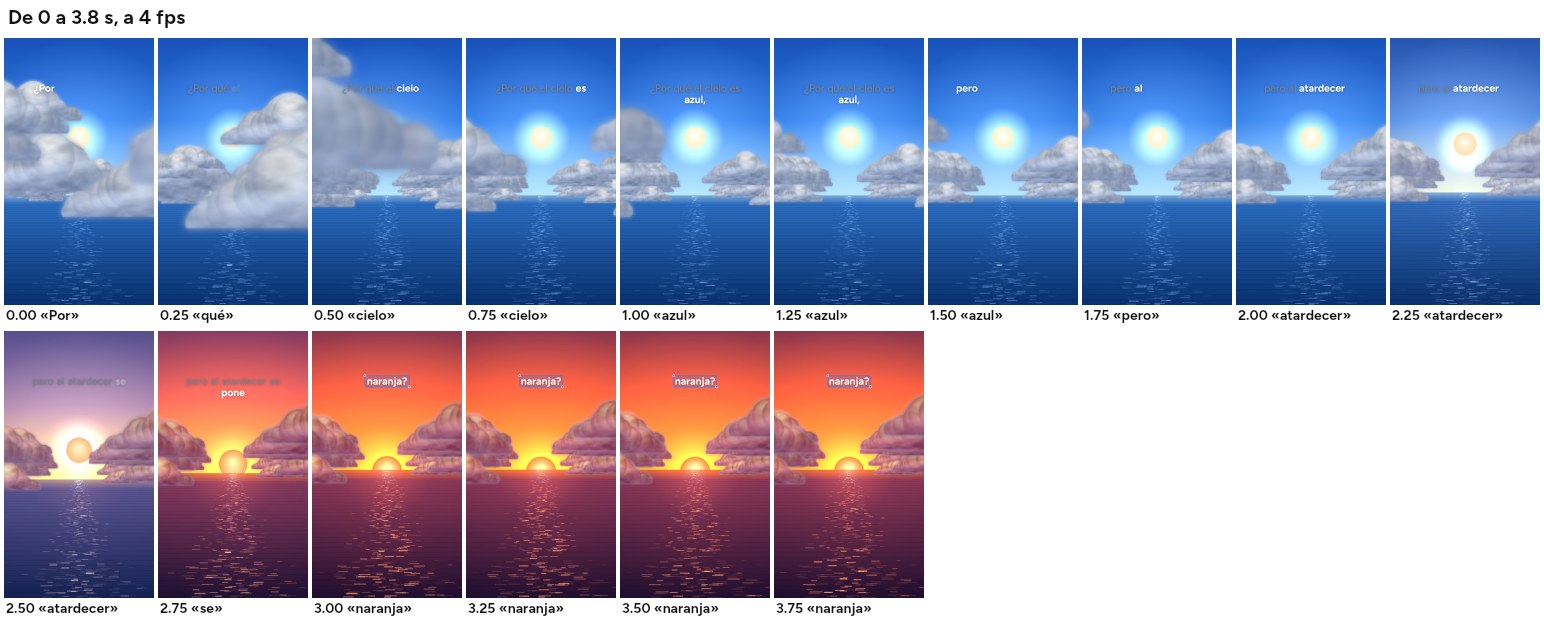 De 0 a 3.8 s, a 4 fps
¿Por
¿Por qué el
¿Por qué el cielo
¿Por qué el cielo es
¿Por qué el cielo es
azul,
¿Por qué el cielo es
azul,
pero
pero al
pero al atardecer
pero al atardecer
0.00 «Por»
0.25 «qué»
0.50 «cielo»
0.75 «cielo»
1.00 «azul»
1.25 «azul»
1.50 «azul»
1.75 «pero»
2.00 «atardecer»
2.25 «atardecer»
pero al atardecer se
pero al atardecer se
pone
naranja?
naranja?
naranja?
naranja?
2.50 «atardecer»
2.75 «se»
3.00 «naranja»
3.25 «naranja»
3.50 «naranja»
3.75 «naranja»